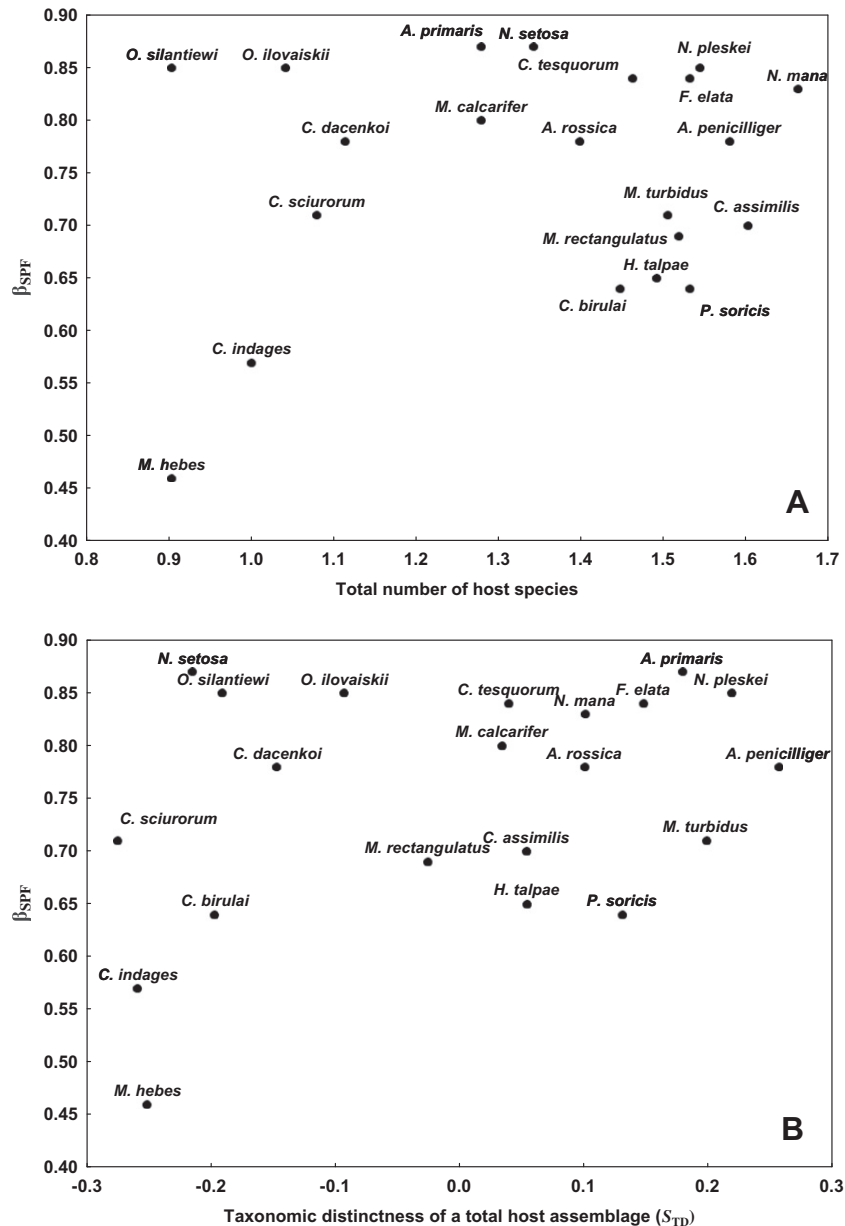 0.90
0.85
0.80
0.75
0.70
0.65
0.60
0.55
0.50
0.45
0.40
βSPF
A. primaris
N. setosa
O. silantiewi
O. ilovaiskii
C. tesquorum
N. pleskei
F. elata
N. mana
M. calcarifer
C. dacenkoi
A. rossica
A. penicilliger
C. sciurorum
M. turbidus
C. assimilis
M. rectangulatus
H. talpae
C. birulai
P. soricis
C. indages
M. hebes
A
0.8 0.9 1.0 1.1 1.2 1.3 1.4 1.5 1.6 1.7
Total number of host species
0.90
0.85
0.80
0.75
0.70
0.65
0.60
0.55
0.50
0.45
0.40
βSPF
N. setosa
A. primaris
O. silantiewi
O. ilovaiskii
C. tesquorum
N. mana
F. elata
N. pleskei
M. calcarifer
C. dacenkoi
A. rossica
A. penicilliger
C. sciurorum
M. rectangulatus
C. assimilis
M. turbidus
C. birulai
H. talpae
P. soricis
C. indages
M. hebes
B
-0.3 -0.2 -0.1 0.0 0.1 0.2 0.3
Taxonomic distinctness of a total host assemblage (STD)